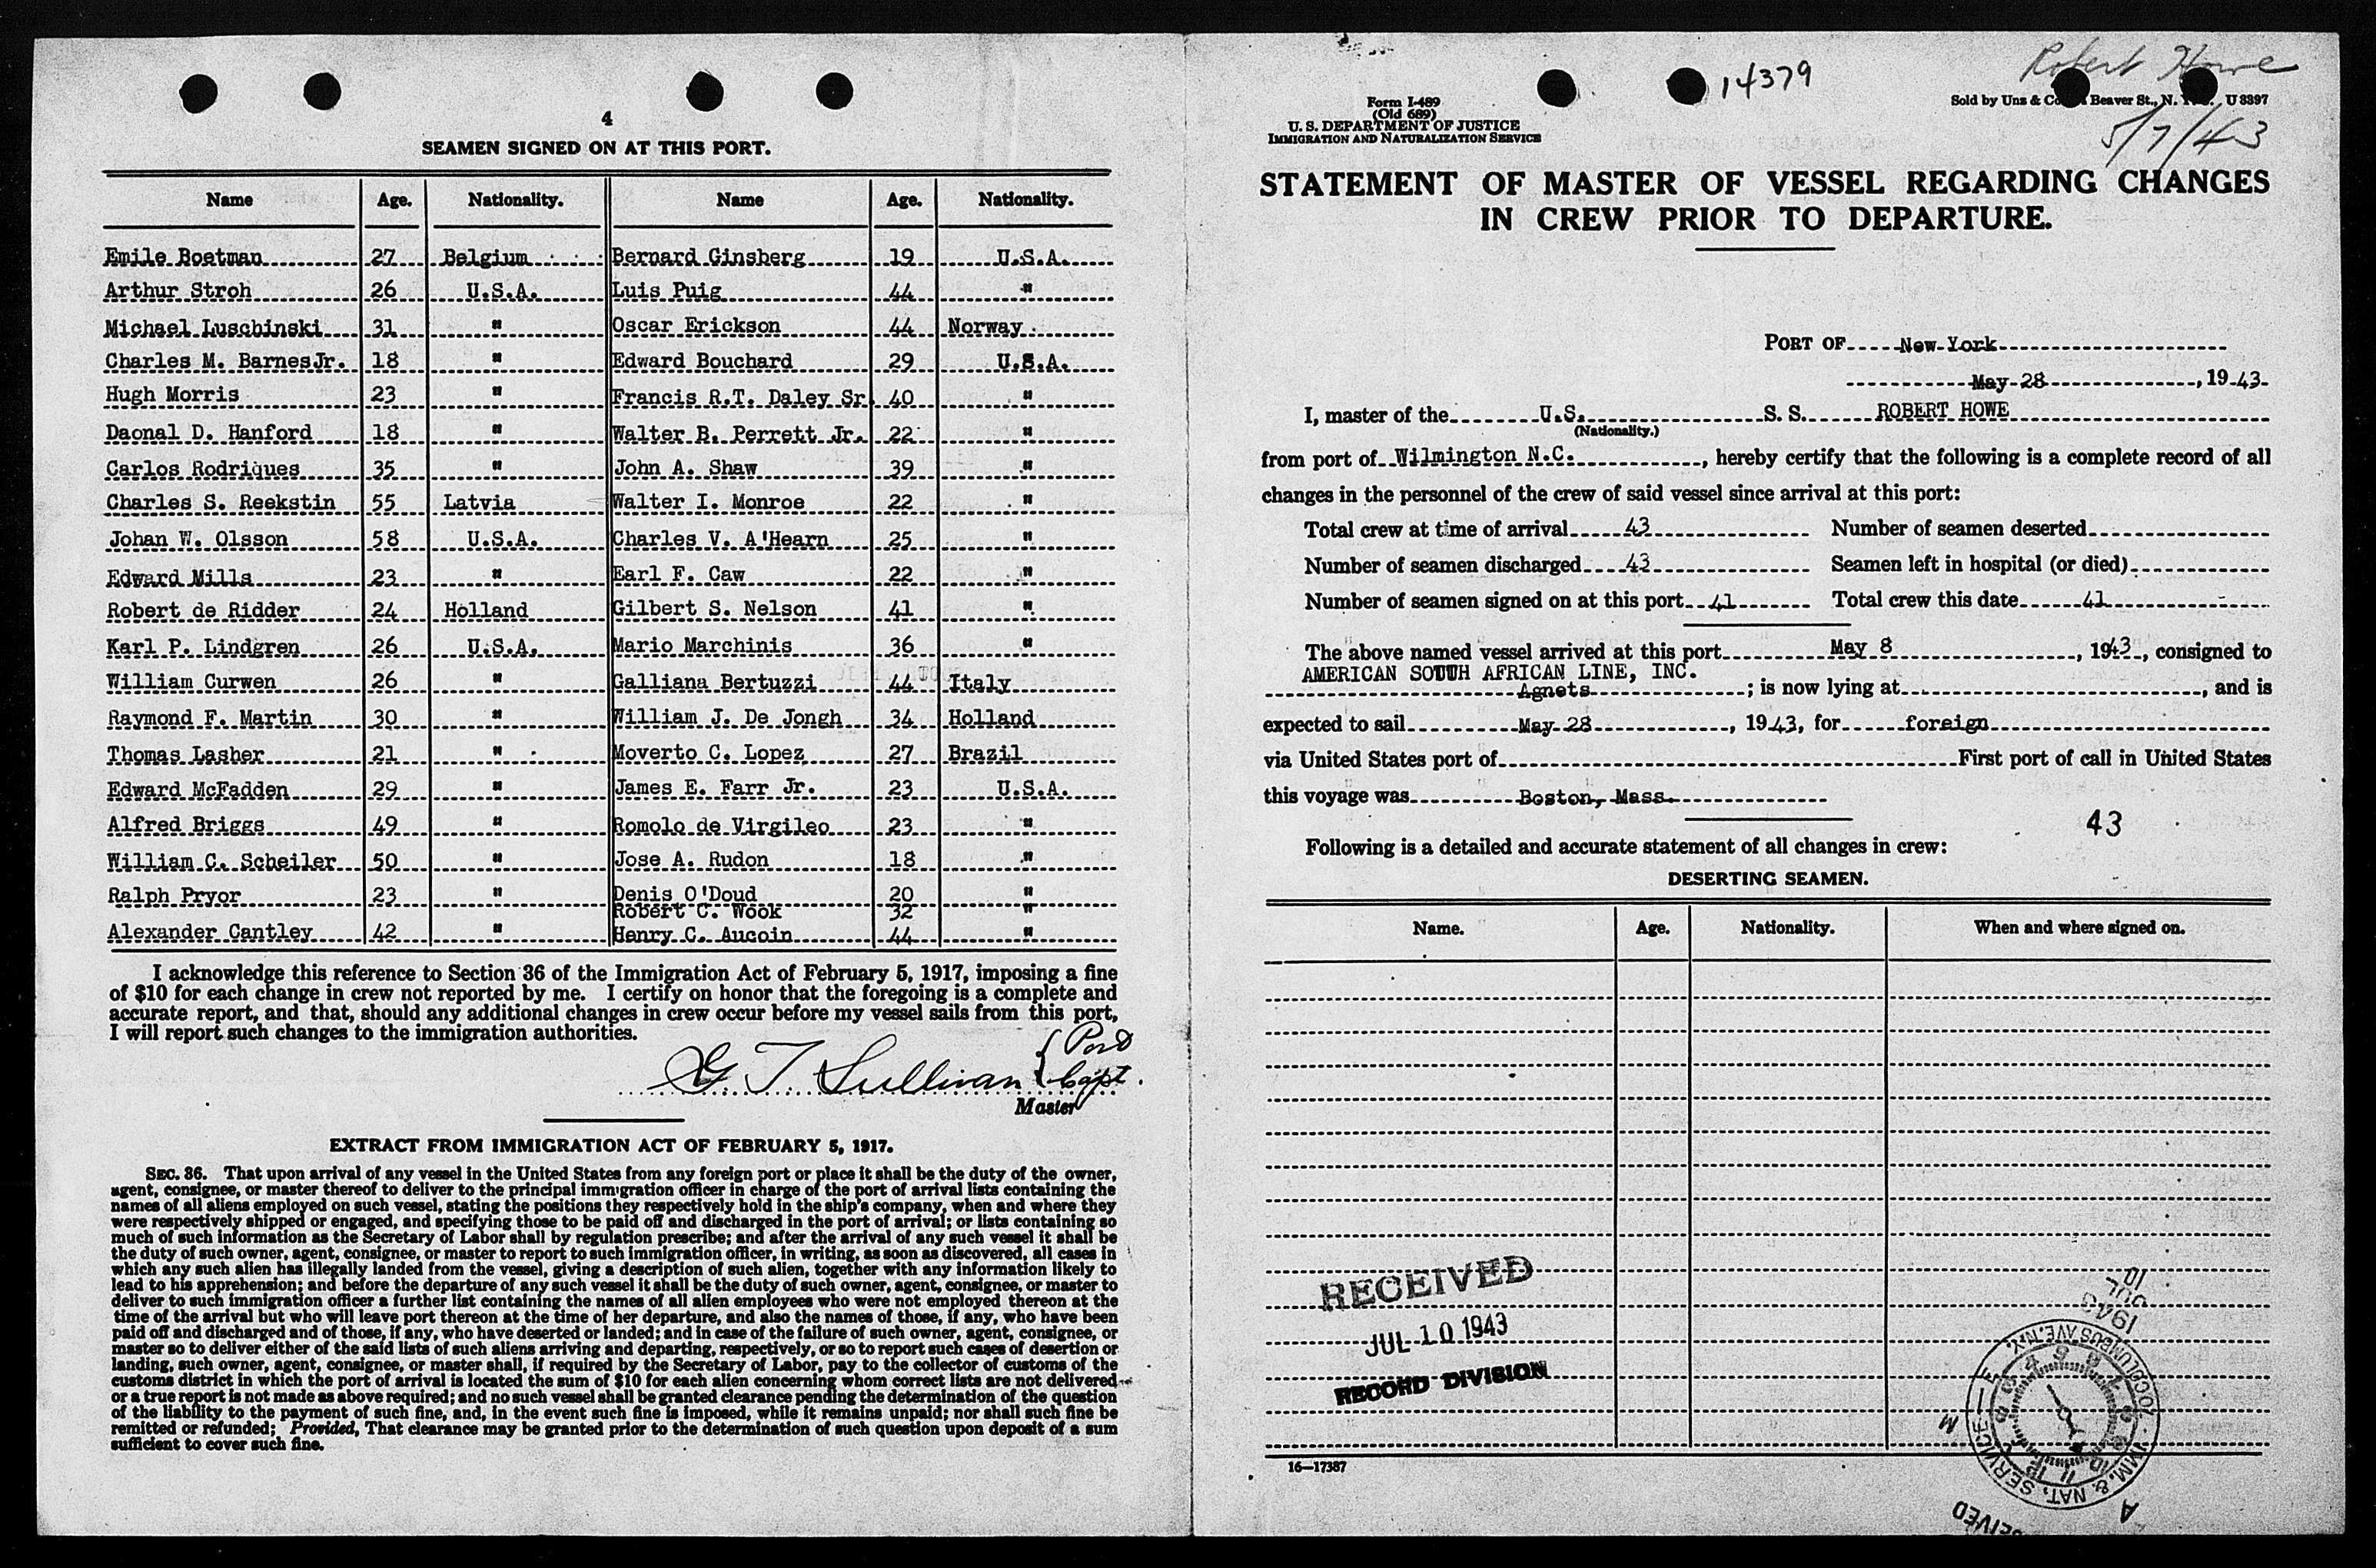 4
SEAMEN SIGNED ON AT THIS PORT.
Name Age. Nationality. Name Age. Nationality.
Emile Boetman 27 Belgium Bernard Ginsberg 19 U.S.A.
Arthur Stroh 26 U.S.A. Luis Puig 44 "
Michael Luschinski 31 " Oscar Erickson 44 Norway
Charles M. BarnesJr. 18 " Edward Bouchard 29 U.S.A.
Hugh Morris 23 " Francis R.T. Daley Sr. 40 "
Daonal D. Hanford 18 " Walter B. Perrett Jr. 22 "
Carlos Rodriques 35 " John A. Shaw 39 "
Charles S. Reekstin 55 Latvia Walter I. Monroe 22 "
Johan W. Olsson 58 U.S.A. Charles V. A'Hearn 25 "
Edward Mills 23 " Earl F. Caw 22 "
Robert de Ridder 24 Holland Gilbert S. Nelson 41 "
Karl P. Lindgren 26 U.S.A. Mario Marchinis 36 "
William Curwen 26 " Galliana Bertuzzi 44 Italy
Raymond F. Martin 30 " William J. De Jongh 34 Holland
Thomas Lasher 21 " Moverto C. Lopez 27 Brazil
Edward McFadden 29 " James E. Farr Jr. 23 U.S.A.
Alfred Briggs 49 " Romolo de Virgileo 23 "
William C. Scheiler 50 " Jose A. Rudon 18 "
Ralph Pryor 23 " Denis O'Doud 20 "
Robert C. Wook 32 "
Alexander Cantley 42 " Henry C. Aucoin 44 "
I acknowledge this reference to Section 36 of the Immigration Act of February 5, 1917, imposing a fine
of $10 for each change in crew not reported by me. I certify on honor that the foregoing is a complete and
accurate report, and that, should any additional changes in crew occur before my vessel sails from this port,
I will report such changes to the immigration authorities.
G. T. Sullivan { Port
Capt.
Master
EXTRACT FROM IMMIGRATION ACT OF FEBRUARY 5, 1917.
SEC. 36. That upon arrival of any vessel in the United States from any foreign port or place it shall be the duty of the owner,
agent, consignee, or master thereof to deliver to the principal immigration officer in charge of the port of arrival lists containing the
names of all aliens employed on such vessel, stating the positions they respectively hold in the ship's company, when and where they
were respectively shipped or engaged, and specifying those to be paid off and discharged in the port of arrival; or lists containing so
much of such information as the Secretary of Labor shall by regulation prescribe; and after the arrival of any such vessel it shall be
the duty of such owner, agent, consignee, or master to report to such immigration officer, in writing, as soon as discovered, all cases in
which any such alien has illegally landed from the vessel, giving a description of such alien, together with any information likely to
lead to his apprehension; and before the departure of any such vessel it shall be the duty of such owner, agent, consignee, or master to
deliver to such immigration officer a further list containing the names of all alien employees who were not employed thereon at the
time of the arrival but who will leave port thereon at the time of her departure, and also the names of those, if any, who have been
paid off and discharged and of those, if any, who have deserted or landed; and in case of the failure of such owner, agent, consignee, or
master so to deliver either of the said lists of such aliens arriving and departing, respectively, or so to report such cases of desertion or
landing, such owner, agent, consignee, or master shall, if required by the Secretary of Labor, pay to the collector of customs of the
customs district in which the port of arrival is located the sum of $10 for each alien concerning whom correct lists are not delivered
or a true report is not made as above required; and no such vessel shall be granted clearance pending the determination of the question
of the liability to the payment of such fine, and, in the event such fine is imposed, while it remains unpaid; nor shall such fine be
remitted or refunded; Provided, That clearance may be granted prior to the determination of such question upon deposit of a sum
sufficient to cover such fine.
Robert Howe
14379
Form I-489
(Old 689)
U. S. DEPARTMENT OF JUSTICE
IMMIGRATION AND NATURALIZATION SERVICE
Sold by Unz & Co. Beaver St., N. U 3397
5/7/43
STATEMENT OF MASTER OF VESSEL REGARDING CHANGES
IN CREW PRIOR TO DEPARTURE.
PORT OF New York
May 28, 1943
I, master of the U.S. S. S. ROBERT HOWE
(Nationality.)
from port of Wilmington N.C., hereby certify that the following is a complete record of all
changes in the personnel of the crew of said vessel since arrival at this port:
Total crew at time of arrival 43 Number of seamen deserted
Number of seamen discharged 43 Seamen left in hospital (or died)
Number of seamen signed on at this port 41 Total crew this date 41
The above named vessel arrived at this port May 8, 1943, consigned to
AMERICAN SOUTH AFRICAN LINE, INC.
Agnets; is now lying at, and is
expected to sail May 28, 1943, for foreign
via United States port of First port of call in United States
this voyage was Boston, Mass.
43
Following is a detailed and accurate statement of all changes in crew:
DESERTING SEAMEN.
Name. Age. Nationality. When and where signed on.
RECEIVED
JUL 10 1943
RECORD DIVISION
1943
JUL
10
70 COLUMBUS AVE. N.Y.
IMM. & NAT. SERVICE
M
A
16—17387